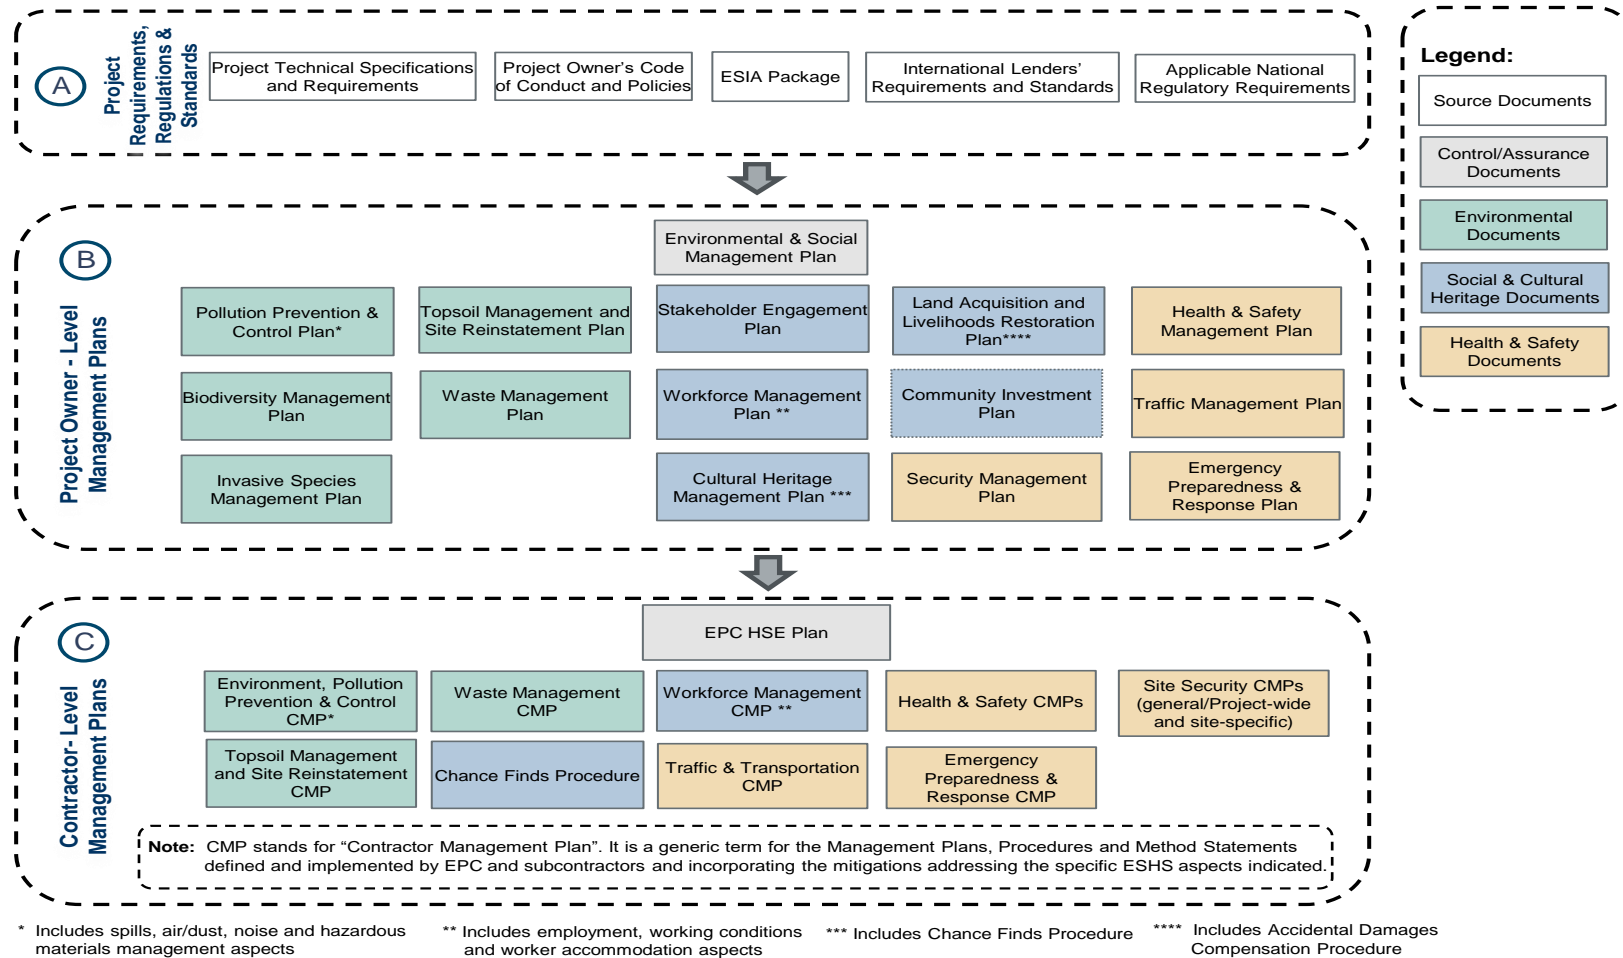 A
Project
Requirements,
Regulations &
Standards
Project Technical Specifications
and Requirements
Project Owner's Code
of Conduct and Policies
ESIA Package
International Lenders'
Requirements and Standards
Applicable National
Regulatory Requirements
Legend:
Source Documents
Control/Assurance
Documents
Environmental
Documents
Social & Cultural
Heritage Documents
Health & Safety
Documents
B
Project Owner - Level
Management Plans
Environmental & Social
Management Plan
Pollution Prevention &
Control Plan*
Topsoil Management and
Site Reinstatement Plan
Stakeholder Engagement
Plan
Land Acquisition and
Livelihoods Restoration
Plan****
Health & Safety
Management Plan
Biodiversity Management
Plan
Waste Management
Plan
Workforce Management
Plan **
Community Investment
Plan
Traffic Management Plan
Invasive Species
Management Plan
Cultural Heritage
Management Plan ***
Security Management
Plan
Emergency
Preparedness &
Response Plan
C
Contractor- Level
Management Plans
EPC HSE Plan
Environment, Pollution
Prevention & Control
CMP*
Waste Management
CMP
Workforce Management
CMP **
Health & Safety CMPs
Site Security CMPs
(general/Project-wide
and site-specific)
Topsoil Management
and Site Reinstatement
CMP
Chance Finds Procedure
Traffic & Transportation
CMP
Emergency
Preparedness &
Response CMP
Note: CMP stands for “Contractor Management Plan”. It is a generic term for the Management Plans, Procedures and Method Statements
defined and implemented by EPC and subcontractors and incorporating the mitigations addressing the specific ESHS aspects indicated.
* Includes spills, air/dust, noise and hazardous
materials management aspects
** Includes employment, working conditions
and worker accommodation aspects
*** Includes Chance Finds Procedure
**** Includes Accidental Damages
Compensation Procedure